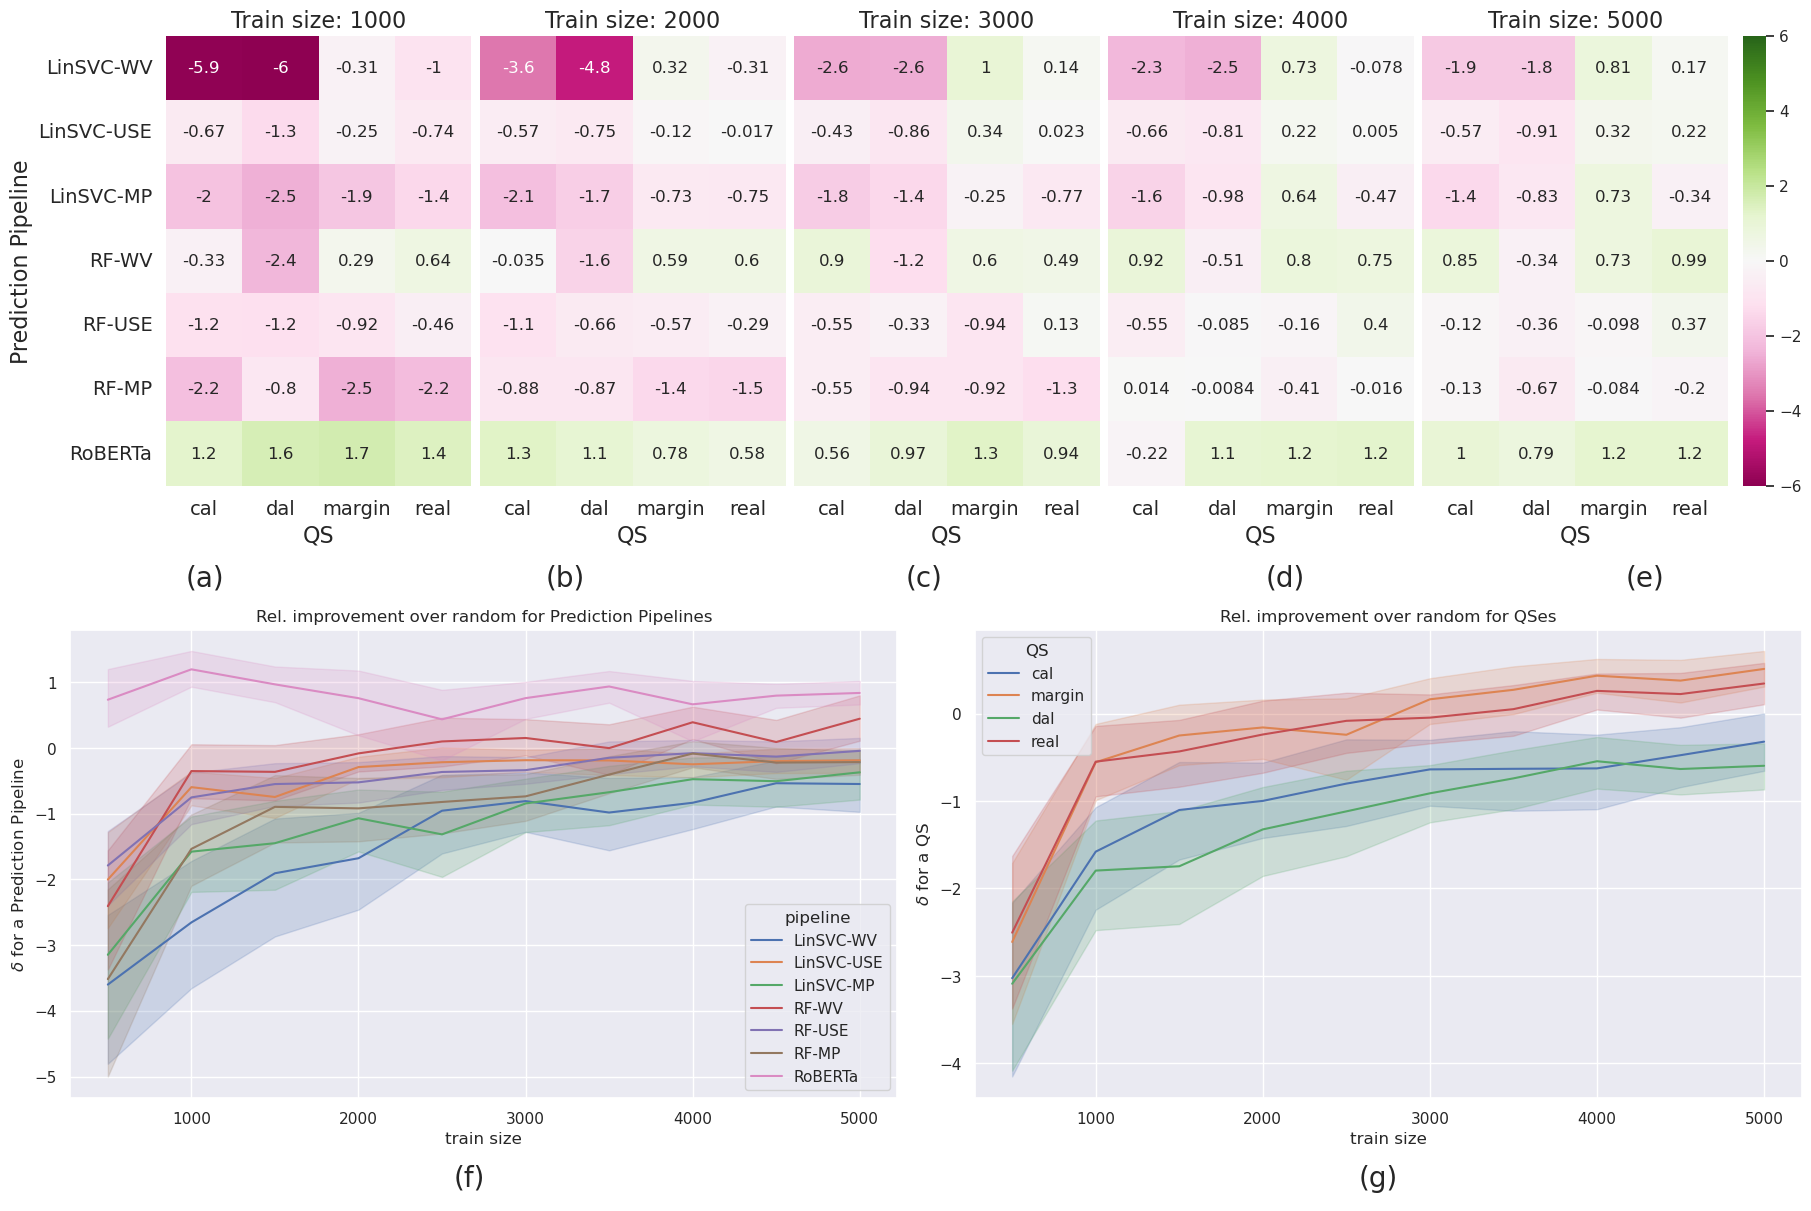 Train size: 1000 Train size: 2000 Train size: 3000 Train size: 4000 Train size: 5000
Prediction Pipeline
LinSVC-WV -5.9 -6 -0.31 -1 -3.6 -4.8 0.32 -0.31 -2.6 -2.6 1 0.14 -2.3 -2.5 0.73 -0.078 -1.9 -1.8 0.81 0.17
LinSVC-USE -0.67 -1.3 -0.25 -0.74 -0.57 -0.75 -0.12 -0.017 -0.43 -0.86 0.34 0.023 -0.66 -0.81 0.22 0.005 -0.57 -0.91 0.32 0.22
LinSVC-MP -2 -2.5 -1.9 -1.4 -2.1 -1.7 -0.73 -0.75 -1.8 -1.4 -0.25 -0.77 -1.6 -0.98 0.64 -0.47 -1.4 -0.83 0.73 -0.34
RF-WV -0.33 -2.4 0.29 0.64 -0.035 -1.6 0.59 0.6 0.9 -1.2 0.6 0.49 0.92 -0.51 0.8 0.75 0.85 -0.34 0.73 0.99
RF-USE -1.2 -1.2 -0.92 -0.46 -1.1 -0.66 -0.57 -0.29 -0.55 -0.33 -0.94 0.13 -0.55 -0.085 -0.16 0.4 -0.12 -0.36 -0.098 0.37
RF-MP -2.2 -0.8 -2.5 -2.2 -0.88 -0.87 -1.4 -1.5 -0.55 -0.94 -0.92 -1.3 0.014 -0.0084 -0.41 -0.016 -0.13 -0.67 -0.084 -0.2
RoBERTa 1.2 1.6 1.7 1.4 1.3 1.1 0.78 0.58 0.56 0.97 1.3 0.94 -0.22 1.1 1.2 1.2 1 0.79 1.2 1.2
cal dal margin real cal dal margin real cal dal margin real cal dal margin real cal dal margin real
QS QS QS QS QS
6
4
2
0
−2
−4
−6
(a) (b) (c) (d) (e)
Rel. improvement over random for Prediction Pipelines
δ for a Prediction Pipeline
1
0
−1
−2
−3
−4
−5
pipeline
LinSVC-WV
LinSVC-USE
LinSVC-MP
RF-WV
RF-USE
RF-MP
RoBERTa
1000 2000 3000 4000 5000
train size
(f)
Rel. improvement over random for QSes
δ for a QS
QS
cal
margin
dal
real
0
−1
−2
−3
−4
1000 2000 3000 4000 5000
train size
(g)